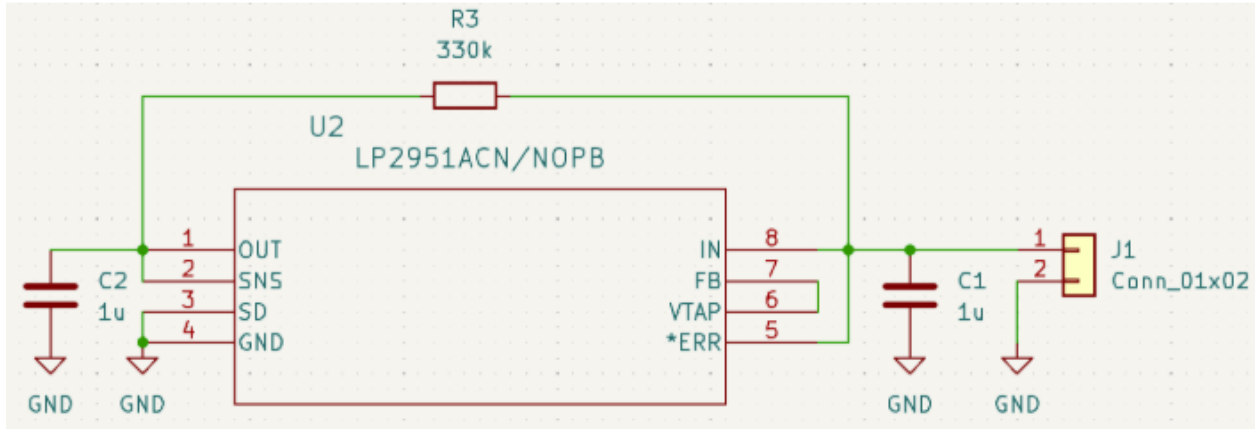 R3
330k
U2
LP2951ACN/NOPB
1
OUT
IN
8
2
SNS
FB
7
3
SD
VTAP
6
4
GND
*ERR
5
C2
1u
C1
1u
1
2
J1
Conn_01x02
GND
GND
GND
GND